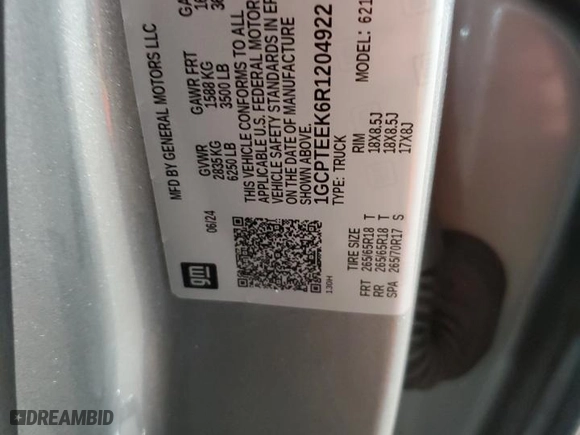 MFD BY GENERAL MOTORS LLC
GVWR GAWR FRT
2835 KG 1588 KG
6250 LB 3500 LB
THIS VEHICLE CONFORMS TO ALL
APPLICABLE U.S. FEDERAL MOTOR
VEHICLE SAFETY STANDARDS IN
ON THE DATE OF MANUFACTURE
SHOWN ABOVE.
1GCPTEEK6R1204922
TYPE: TRUCK MODEL: 621
06/24
gm
130H
TIRE SIZE RIM
FRT 265/65R18 T 18X8.5J
RR 265/65R18 T 18X8.5J
SPA 265/70R17 S 17X8J
DREAMBID